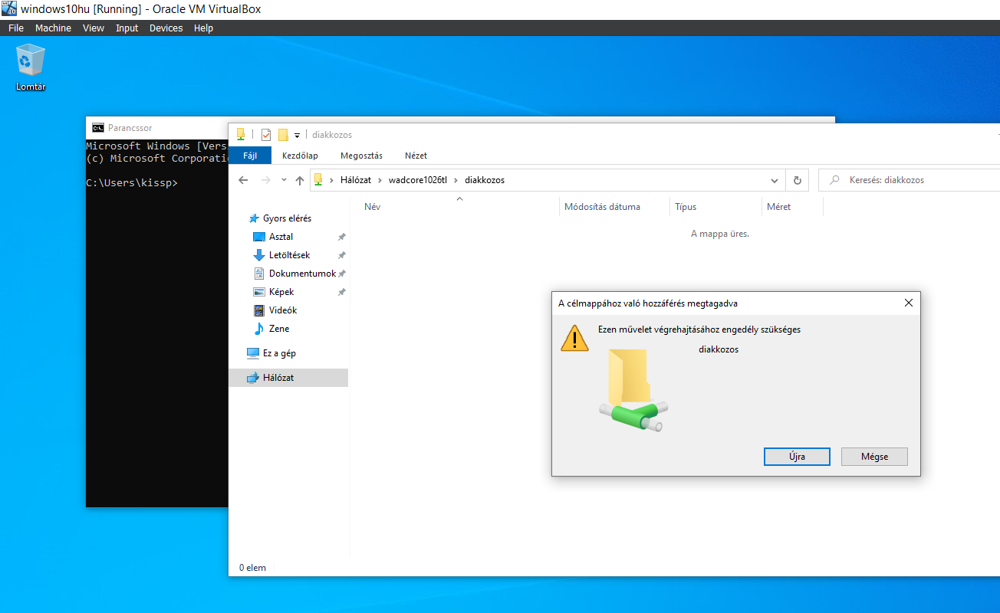 windows10hu [Running] - Oracle VM VirtualBox
File Machine View Input Devices Help
Lomtár
Parancssor
Microsoft Windows [Vers
(c) Microsoft Corporati
C:\Users\kissp>
diakkozos
Fájl Kezdőlap Megosztás Nézet
Hálózat wadcore1026tl diakkozos
Keresés: diakkozos
Név Módosítás dátuma Típus Méret
A mappa üres.
Gyors elérés
Asztal
Letöltések
Dokumentumok
Képek
Videók
Zene
Ez a gép
Hálózat
A célmappához való hozzáférés megtagadva
Ezen művelet végrehajtásához engedély szükséges
diakkozos
Újra Mégse
0 elem